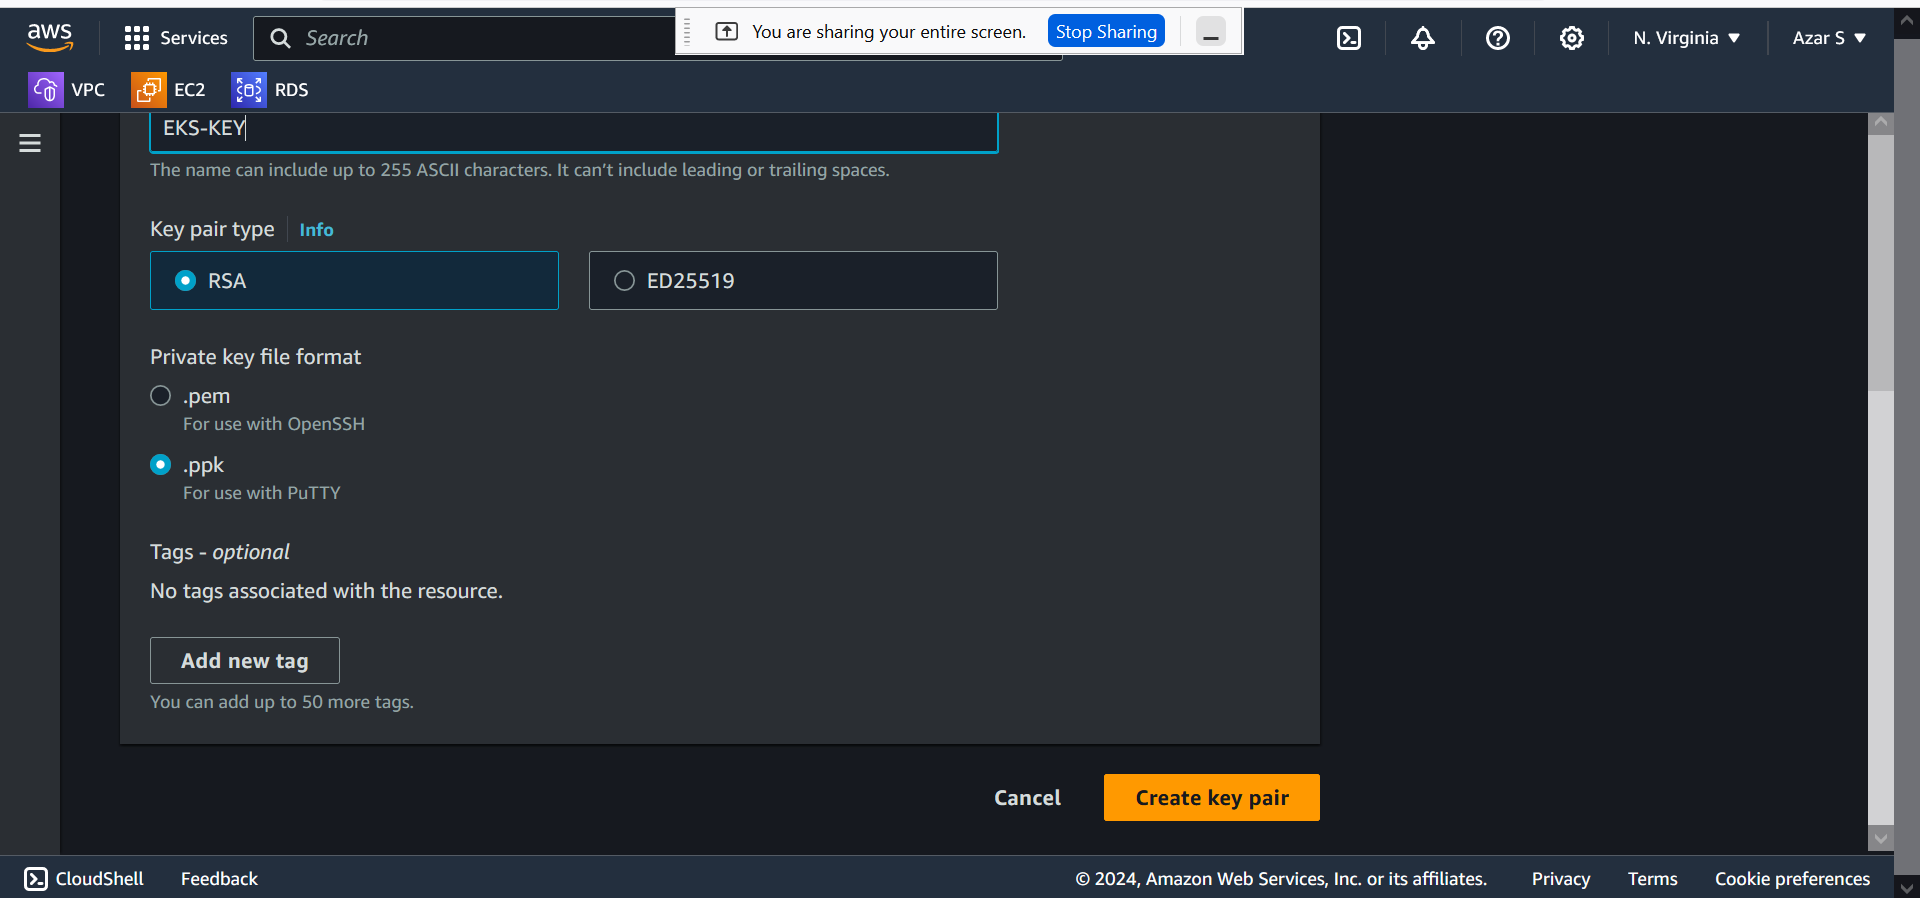 aws
Services
Search
You are sharing your entire screen.
Stop Sharing
N. Virginia
Azar S
VPC
EC2
RDS
EKS-KEY
The name can include up to 255 ASCII characters. It can't include leading or trailing spaces.
Key pair type
Info
RSA
ED25519
Private key file format
.pem
For use with OpenSSH
.ppk
For use with PuTTY
Tags - optional
No tags associated with the resource.
Add new tag
You can add up to 50 more tags.
Cancel
Create key pair
CloudShell
Feedback
© 2024, Amazon Web Services, Inc. or its affiliates.
Privacy
Terms
Cookie preferences